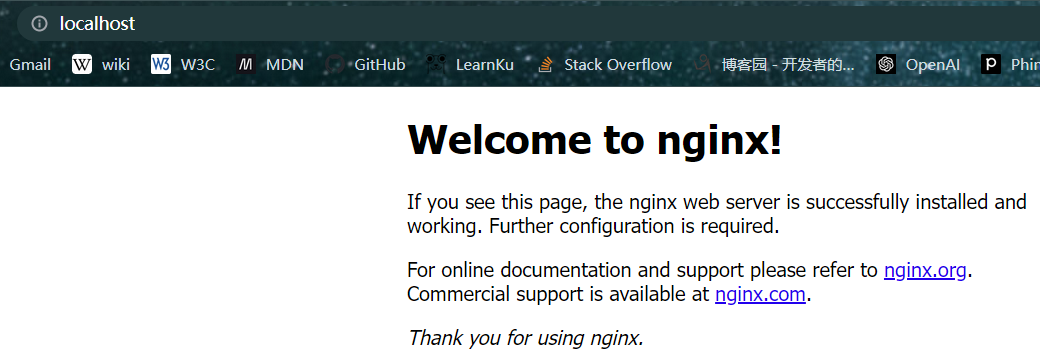 localhost
Gmail wiki W3C MDN GitHub LearnKu Stack Overflow 博客园 - 开发者的... OpenAI
Welcome to nginx!
If you see this page, the nginx web server is successfully installed and
working. Further configuration is required.
For online documentation and support please refer to nginx.org.
Commercial support is available at nginx.com.
Thank you for using nginx.